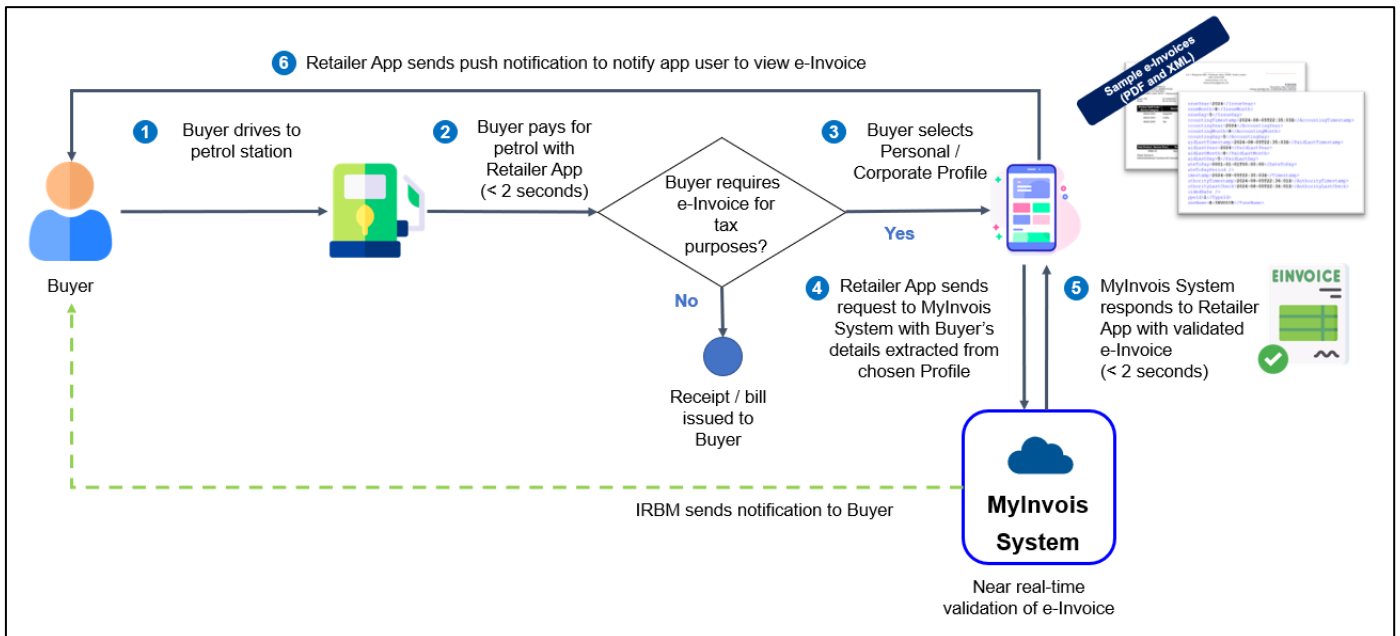 6 Retailer App sends push notification to notify app user to view e-Invoice
Sample e-Invoices
(PDF and XML)
1 Buyer drives to
petrol station
2 Buyer pays for
petrol with
Retailer App
(< 2 seconds)
Buyer requires
e-Invoice for
tax
purposes?
3 Buyer selects
Personal /
Corporate Profile
Yes
No
Buyer
Receipt / bill
issued to
Buyer
4 Retailer App sends
request to MyInvois
System with Buyer's
details extracted from
chosen Profile
5 MyInvois System
responds to Retailer
App with validated
e-Invoice
(< 2 seconds)
EINVOICE
IRBM sends notification to Buyer
MyInvois
System
Near real-time
validation of e-Invoice